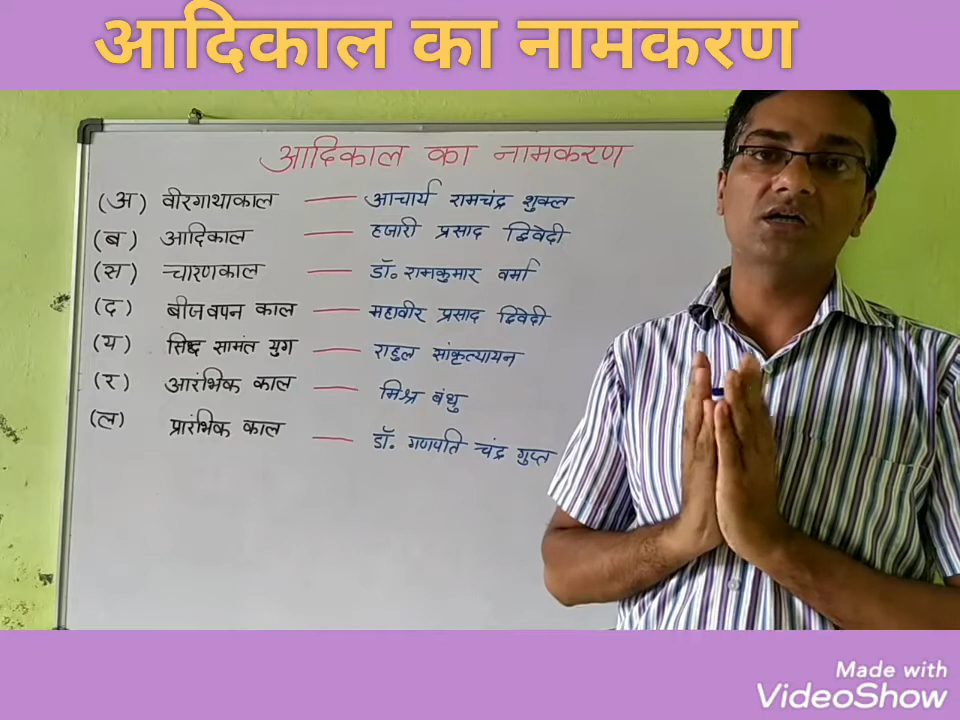 आदिकाल का नामकरण
आदिकाल का नामकरण
(अ) वीरगाथाकाल — आचार्य रामचंद्र शुक्ल
(ब) आदिकाल — हजारी प्रसाद द्विवेदी
(स) चारणकाल — डॉ. रामकुमार वर्मा
(द) बीजवपन काल — महावीर प्रसाद द्विवेदी
(य) सिद्ध सामंत युग — राहुल सांकृत्यायन
(र) आरंभिक काल — मिश्र बंधु
(ल) प्रारंभिक काल — डॉ. गणपति चंद्र गुप्त
Made with
VideoShow